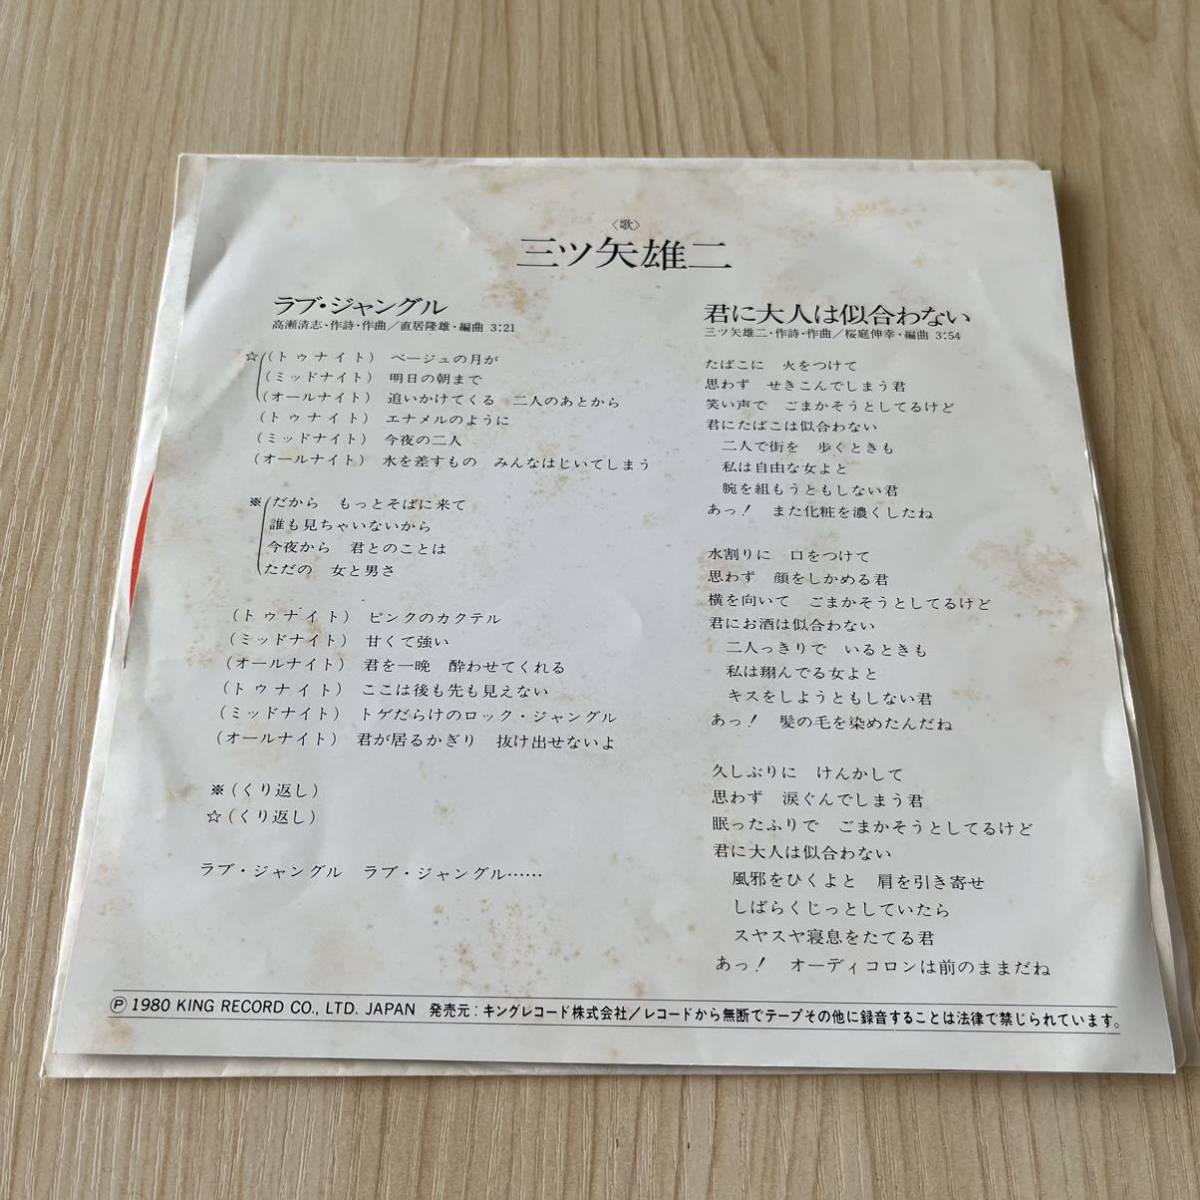 〈歌〉
三ツ矢雄二
ラブ・ジャングル
高瀬清志・作詩・作曲/直居隆雄・編曲 3:21
☆(トゥナイト) ベージュの月が
(ミッドナイト) 明日の朝まで
(オールナイト) 追いかけてくる 二人のあとから
(トゥナイト) エナメルのように
(ミッドナイト) 今夜の二人
(オールナイト) 水を差すもの みんなはじいてしまう
※だから もっとそばに来て
誰も見ちゃいないから
今夜から 君とのことは
ただの 女と男さ
(トゥナイト) ピンクのカクテル
(ミッドナイト) 甘くて強い
(オールナイト) 君を一晩 酔わせてくれる
(トゥナイト) ここは後も先も見えない
(ミッドナイト) トゲだらけのロック・ジャングル
(オールナイト) 君が居るかぎり 抜け出せないよ
※(くり返し)
☆(くり返し)
ラブ・ジャングル ラブ・ジャングル……
君に大人は似合わない
三ツ矢雄二・作詩・作曲/桜庭伸幸・編曲 3:54
たばこに 火をつけて
思わず せきこんでしまう君
笑い声で ごまかそうとしてるけど
君にたばこは似合わない
二人で街を 歩くときも
私は自由な女よと
腕を組もうともしない君
あっ! また化粧を濃くしたね
水割りに 口をつけて
思わず 顔をしかめる君
横を向いて ごまかそうとしてるけど
君にお酒は似合わない
二人っきりで いるときも
私は翔んでる女よと
キスをしようともしない君
あっ! 髪の毛を染めたんだね
久しぶりに けんかして
思わず 涙ぐんでしまう君
眠ったふりで ごまかそうとしてるけど
君に大人は似合わない
風邪をひくよと 肩を引き寄せ
しばらくじっとしていたら
スヤスヤ寝息をたてる君
あっ! オーディコロンは前のままだね
Ⓟ 1980 KING RECORD CO., LTD. JAPAN 発売元:キングレコード株式会社/レコードから無断でテープその他に録音することは法律で禁じられています。